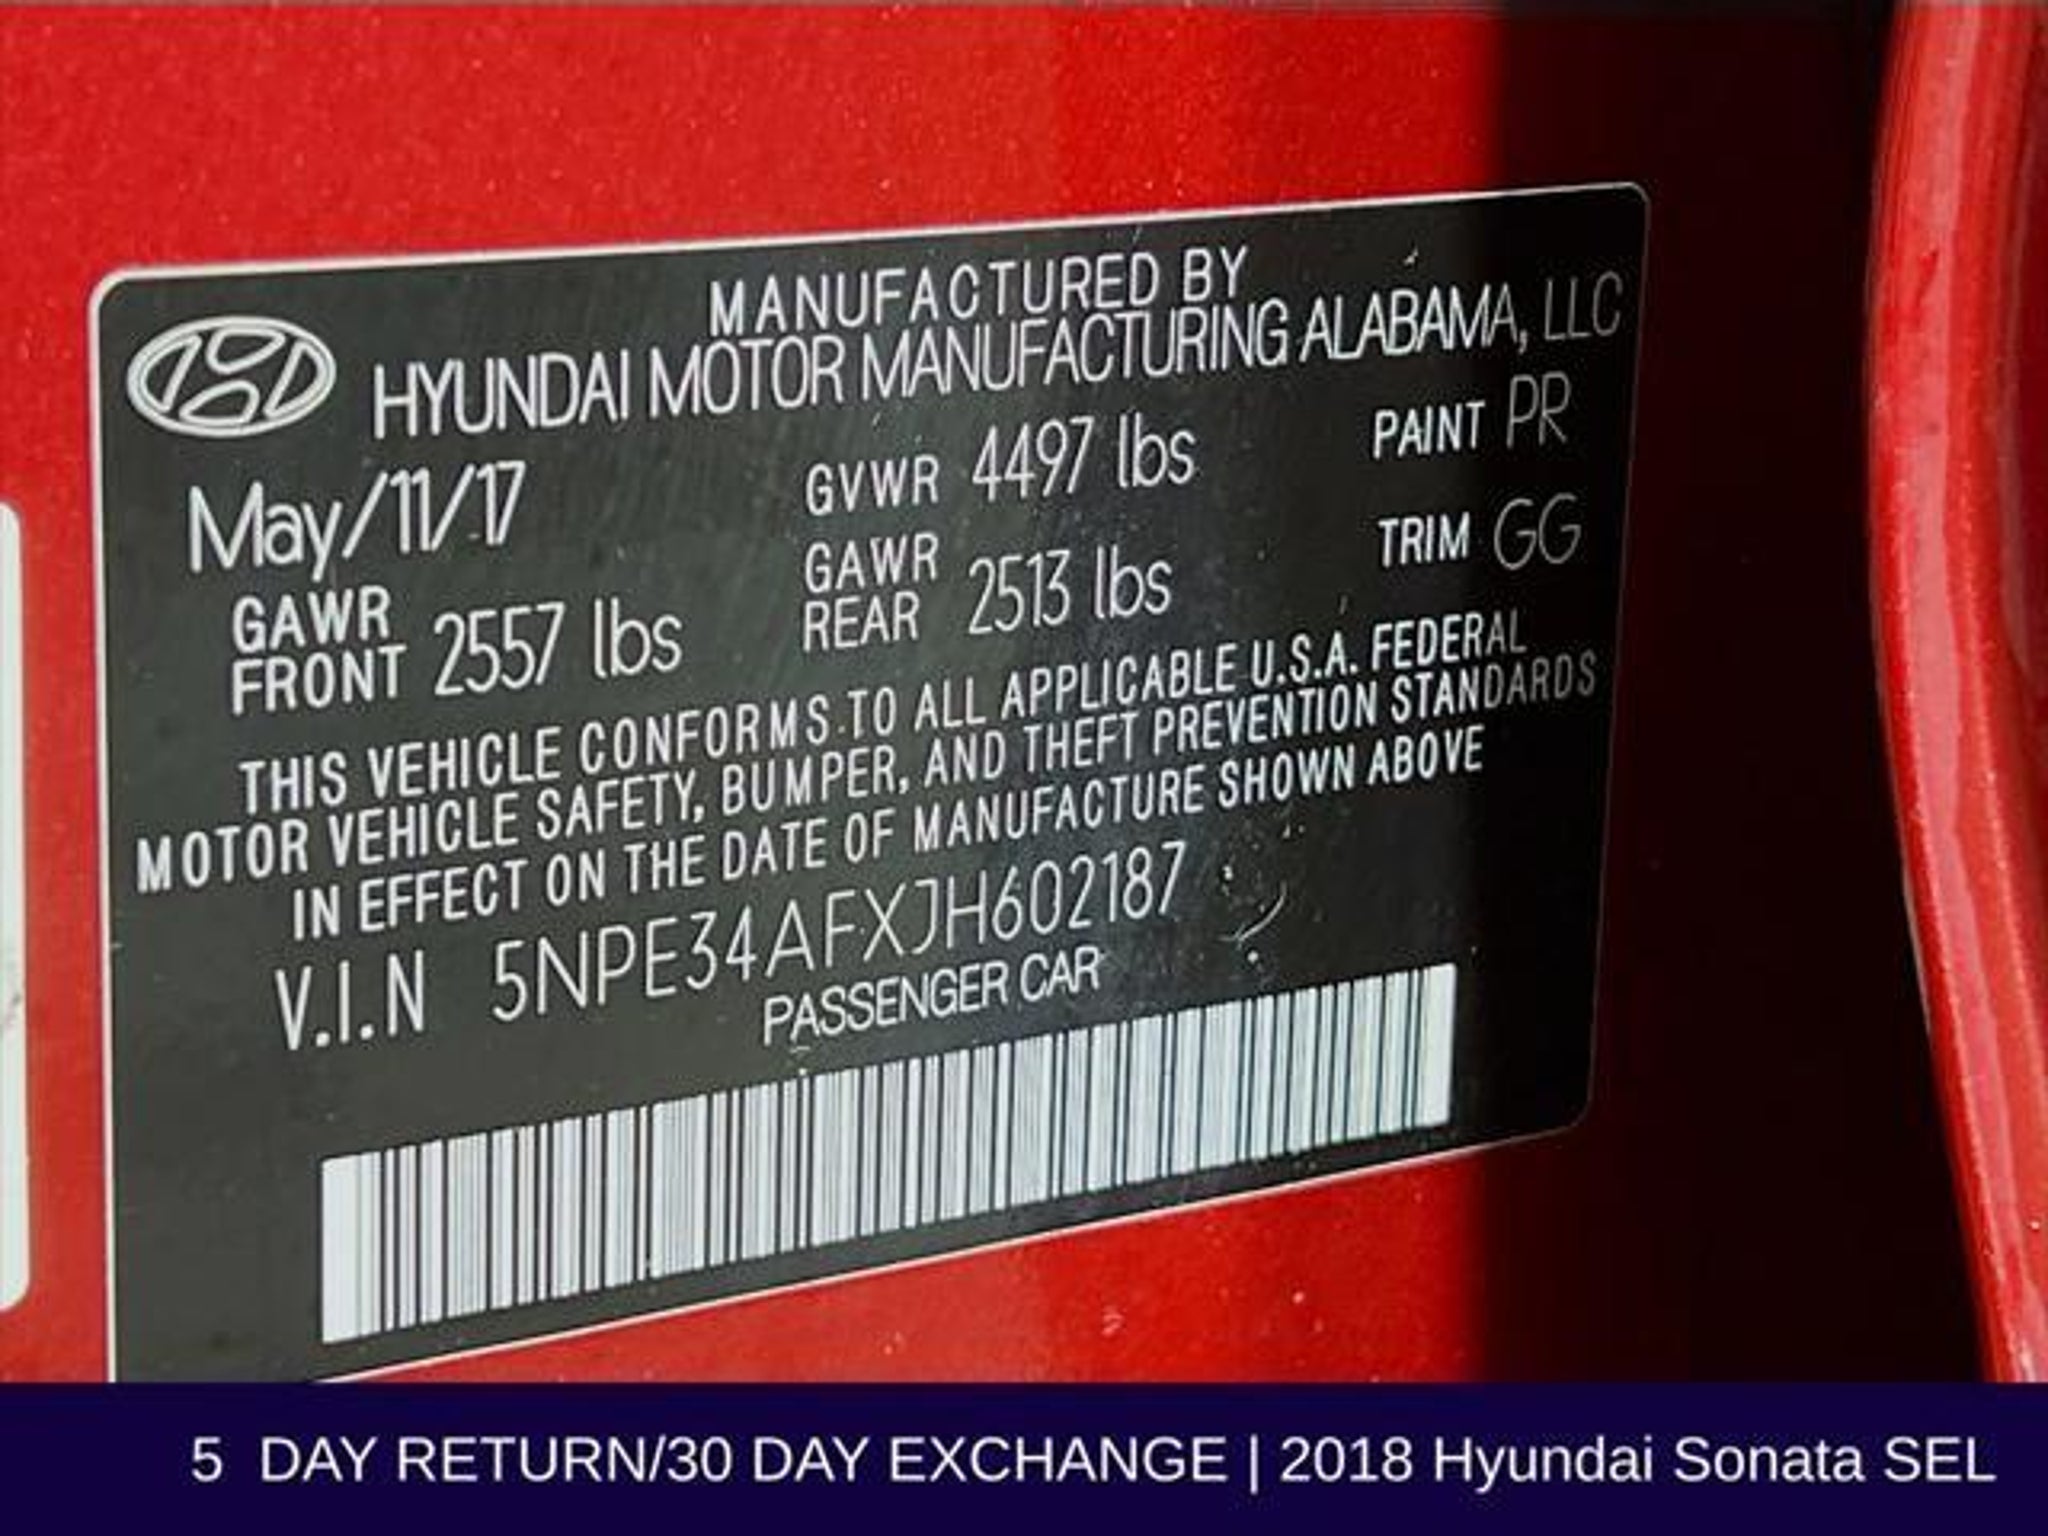 MANUFACTURED BY
HYUNDAI MOTOR MANUFACTURING ALABAMA, LLC
May/11/17 GVWR 4497 lbs PAINT PR
GAWR FRONT 2557 lbs GAWR REAR 2513 lbs TRIM GG
THIS VEHICLE CONFORMS TO ALL APPLICABLE U.S.A. FEDERAL
MOTOR VEHICLE SAFETY, BUMPER, AND THEFT PREVENTION STANDARDS
IN EFFECT ON THE DATE OF MANUFACTURE SHOWN ABOVE
V.I.N 5NPE34AFXJH602187
PASSENGER CAR
5 DAY RETURN/30 DAY EXCHANGE | 2018 Hyundai Sonata SEL